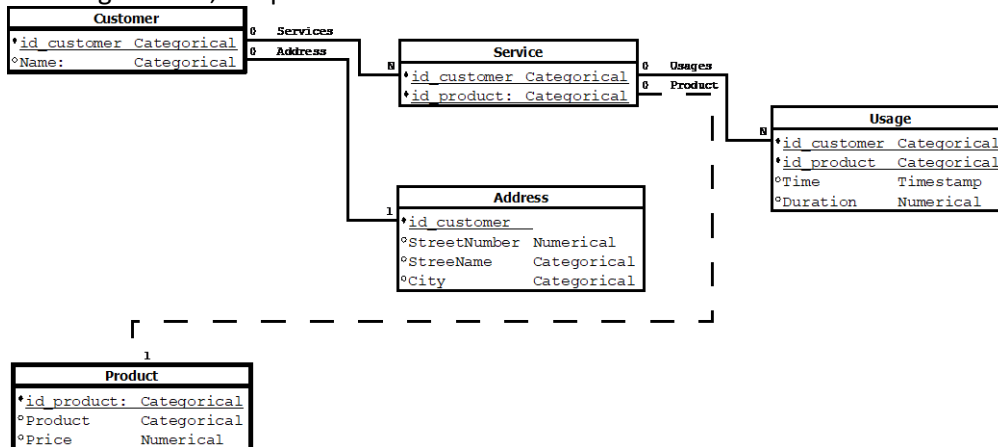 Customer
id_customer Categorical
Name: Categorical
0 Services
0 Address
N
Service
id_customer Categorical
id_product: Categorical
0 Usages
0 Product
N
Usage
id_customer Categorical
id_product Categorical
Time Timestamp
Duration Numerical
1
Address
id_customer
StreetNumber Numerical
StreeName Categorical
City Categorical
1
Product
id_product: Categorical
Product Categorical
Price Numerical